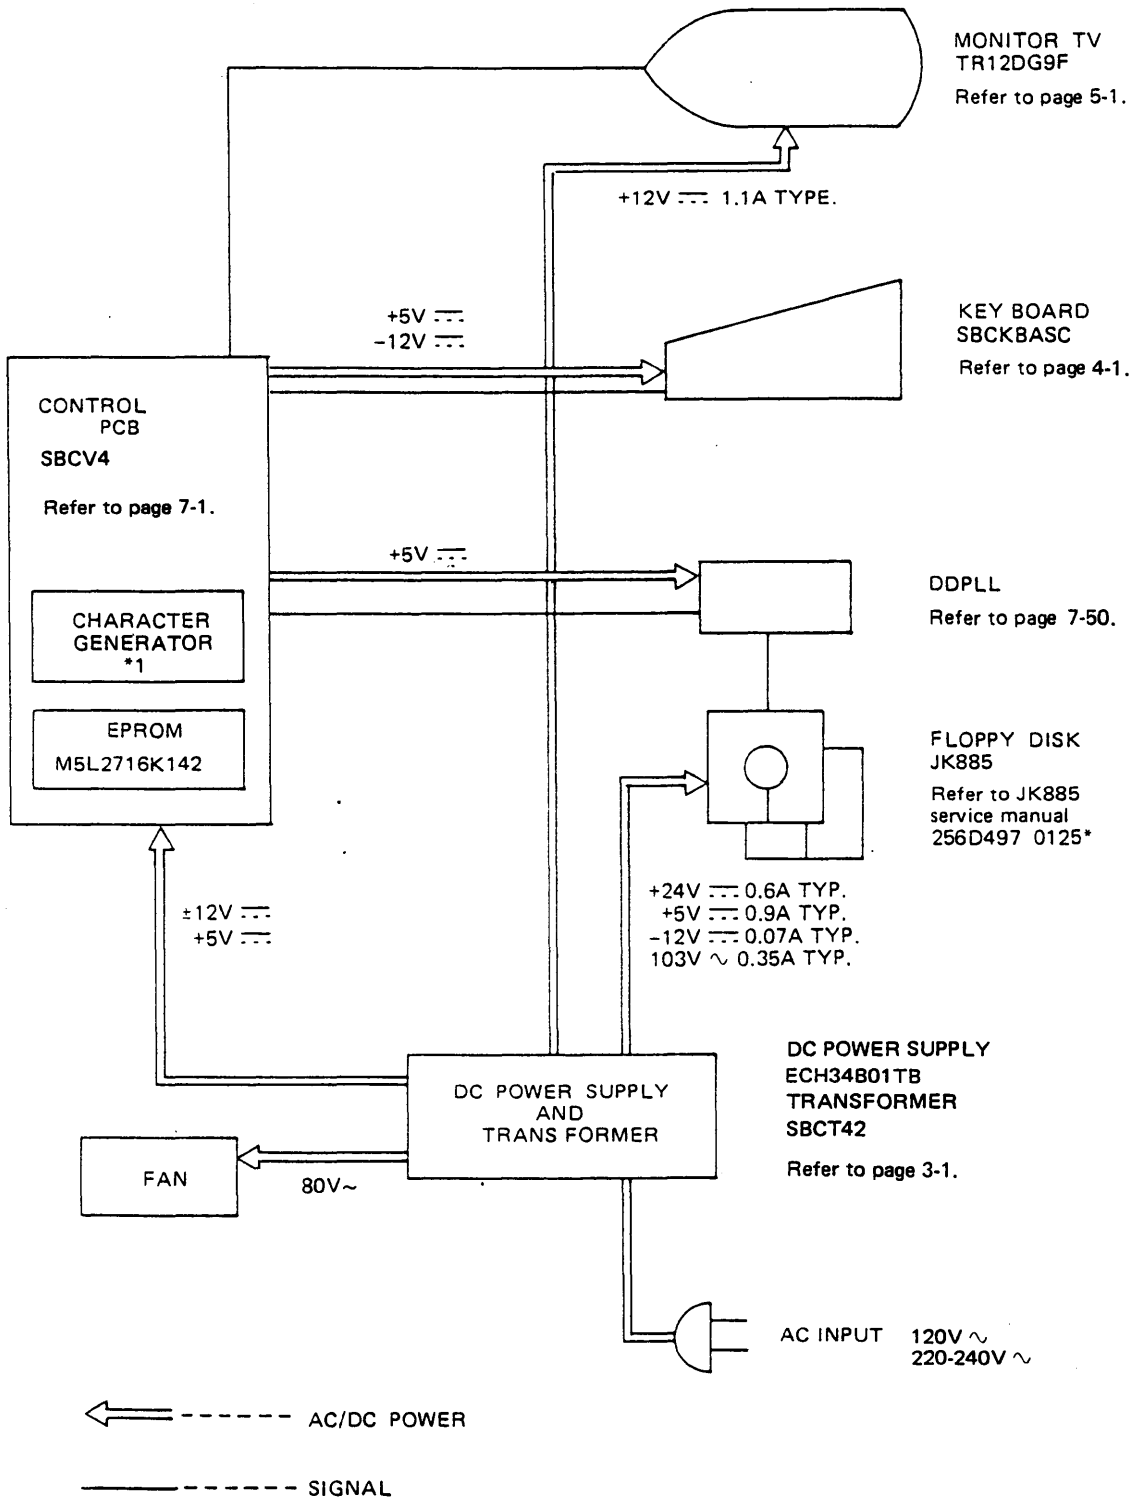 MONITOR TV
TR12DG9F
Refer to page 5-1.
+12V ⎓ 1.1A TYPE.
+5V ⎓
-12V ⎓
KEY BOARD
SBCKBASC
Refer to page 4-1.
CONTROL
PCB
SBCV4
Refer to page 7-1.
+5V ⎓
DDPLL
Refer to page 7-50.
CHARACTER
GENERATOR
*1
EPROM
M5L2716K142
FLOPPY DISK
JK885
Refer to JK885
service manual
256D497 0125*
±12V ⎓
+5V ⎓
+24V ⎓ 0.6A TYP.
+5V ⎓ 0.9A TYP.
-12V ⎓ 0.07A TYP.
103V ∿ 0.35A TYP.
DC POWER SUPPLY
AND
TRANSFORMER
DC POWER SUPPLY
ECH34B01TB
TRANSFORMER
SBCT42
Refer to page 3-1.
FAN
80V~
AC INPUT 120V ∿
220-240V ∿
AC/DC POWER
SIGNAL